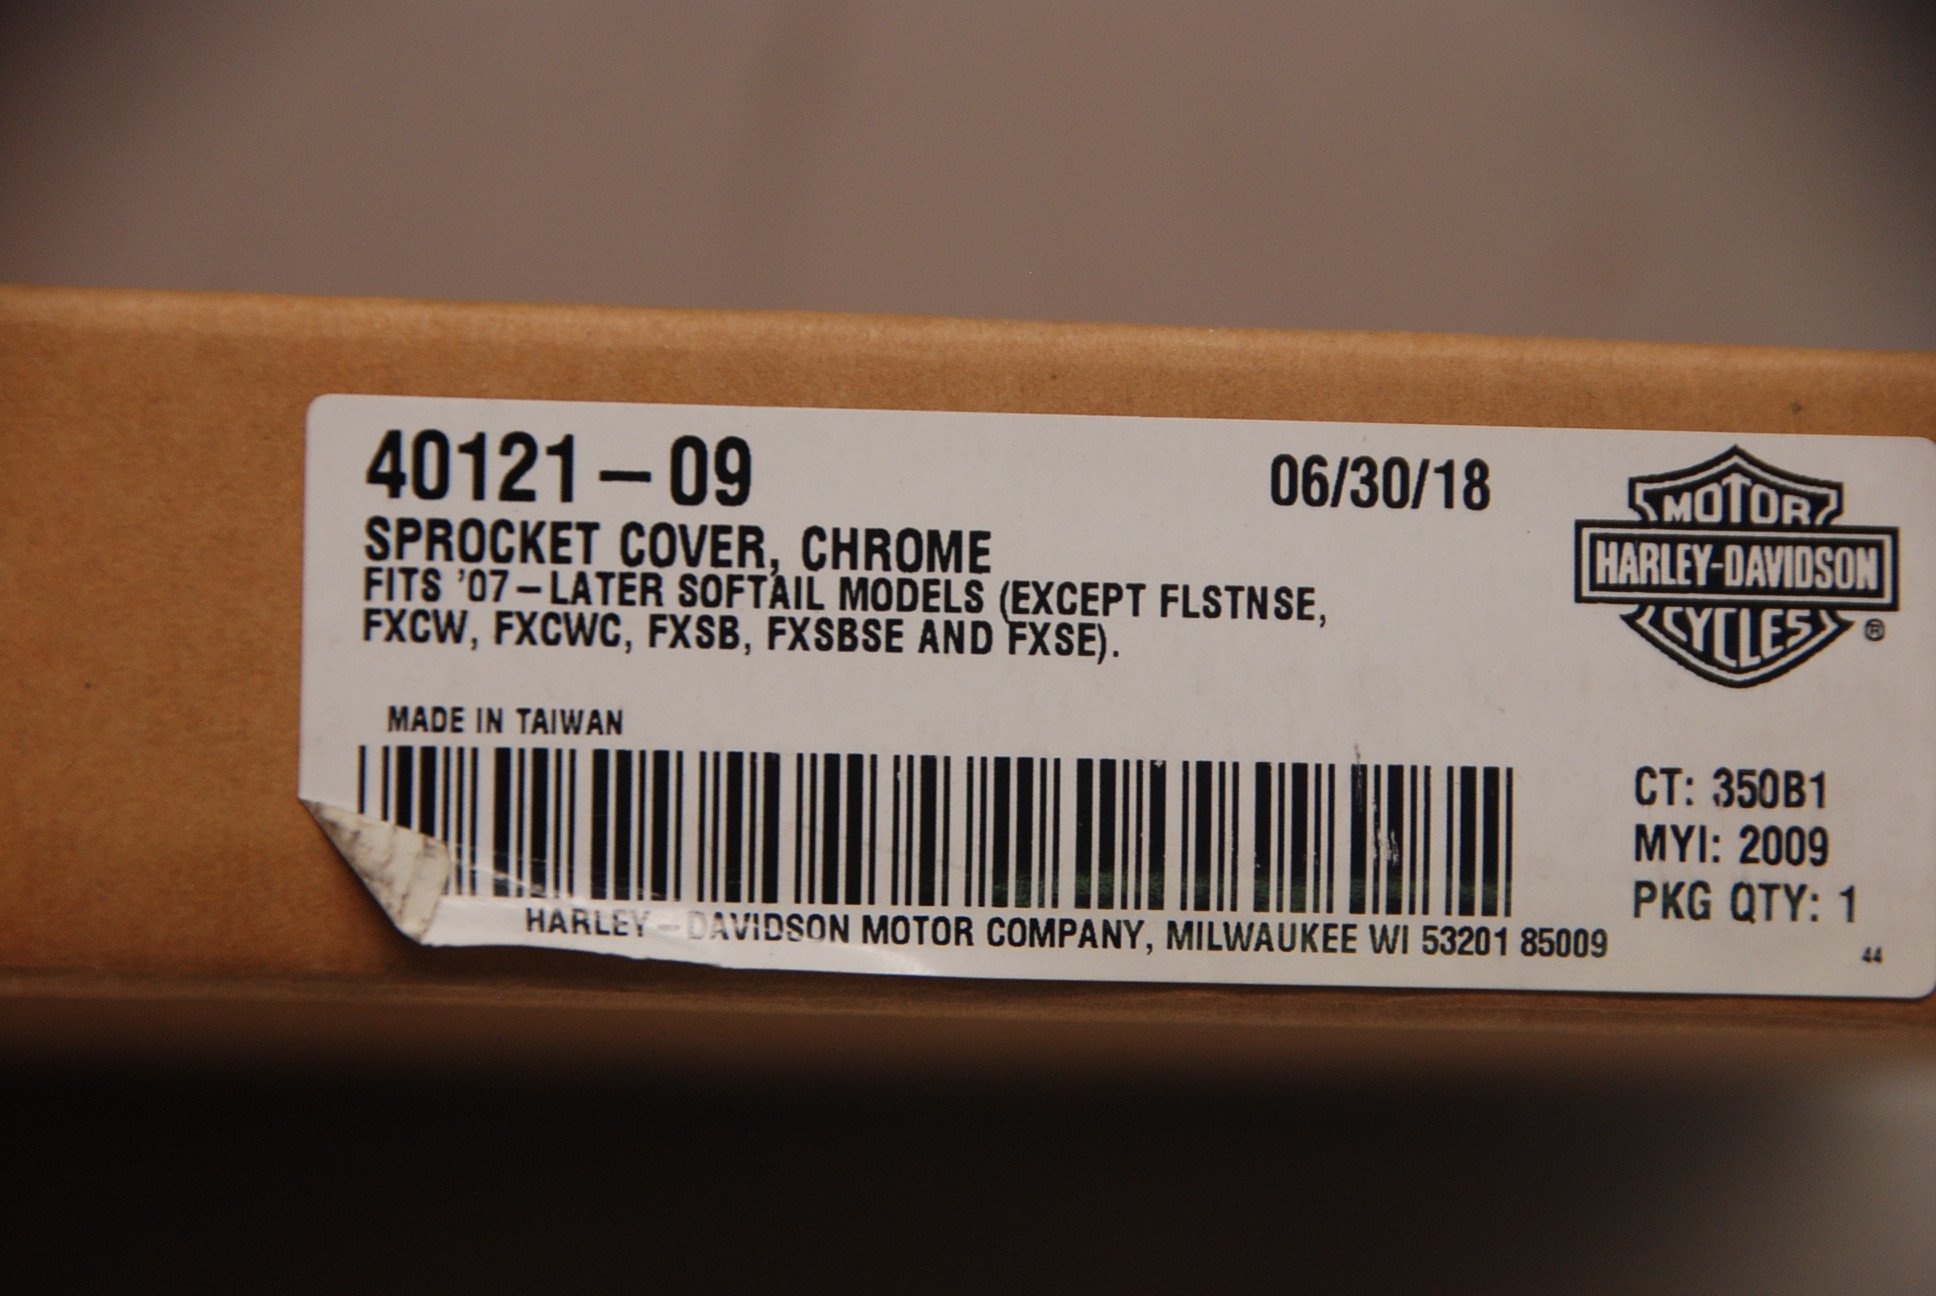 40121-09
06/30/18
SPROCKET COVER, CHROME
FITS '07-LATER SOFTAIL MODELS (EXCEPT FLSTNSE,
FXCW, FXCWC, FXSB, FXSBSE AND FXSE).
MOTOR
HARLEY-DAVIDSON
CYCLES
®
MADE IN TAIWAN
CT: 350B1
MYI: 2009
PKG QTY: 1
HARLEY-DAVIDSON MOTOR COMPANY, MILWAUKEE WI 53201 85009
44